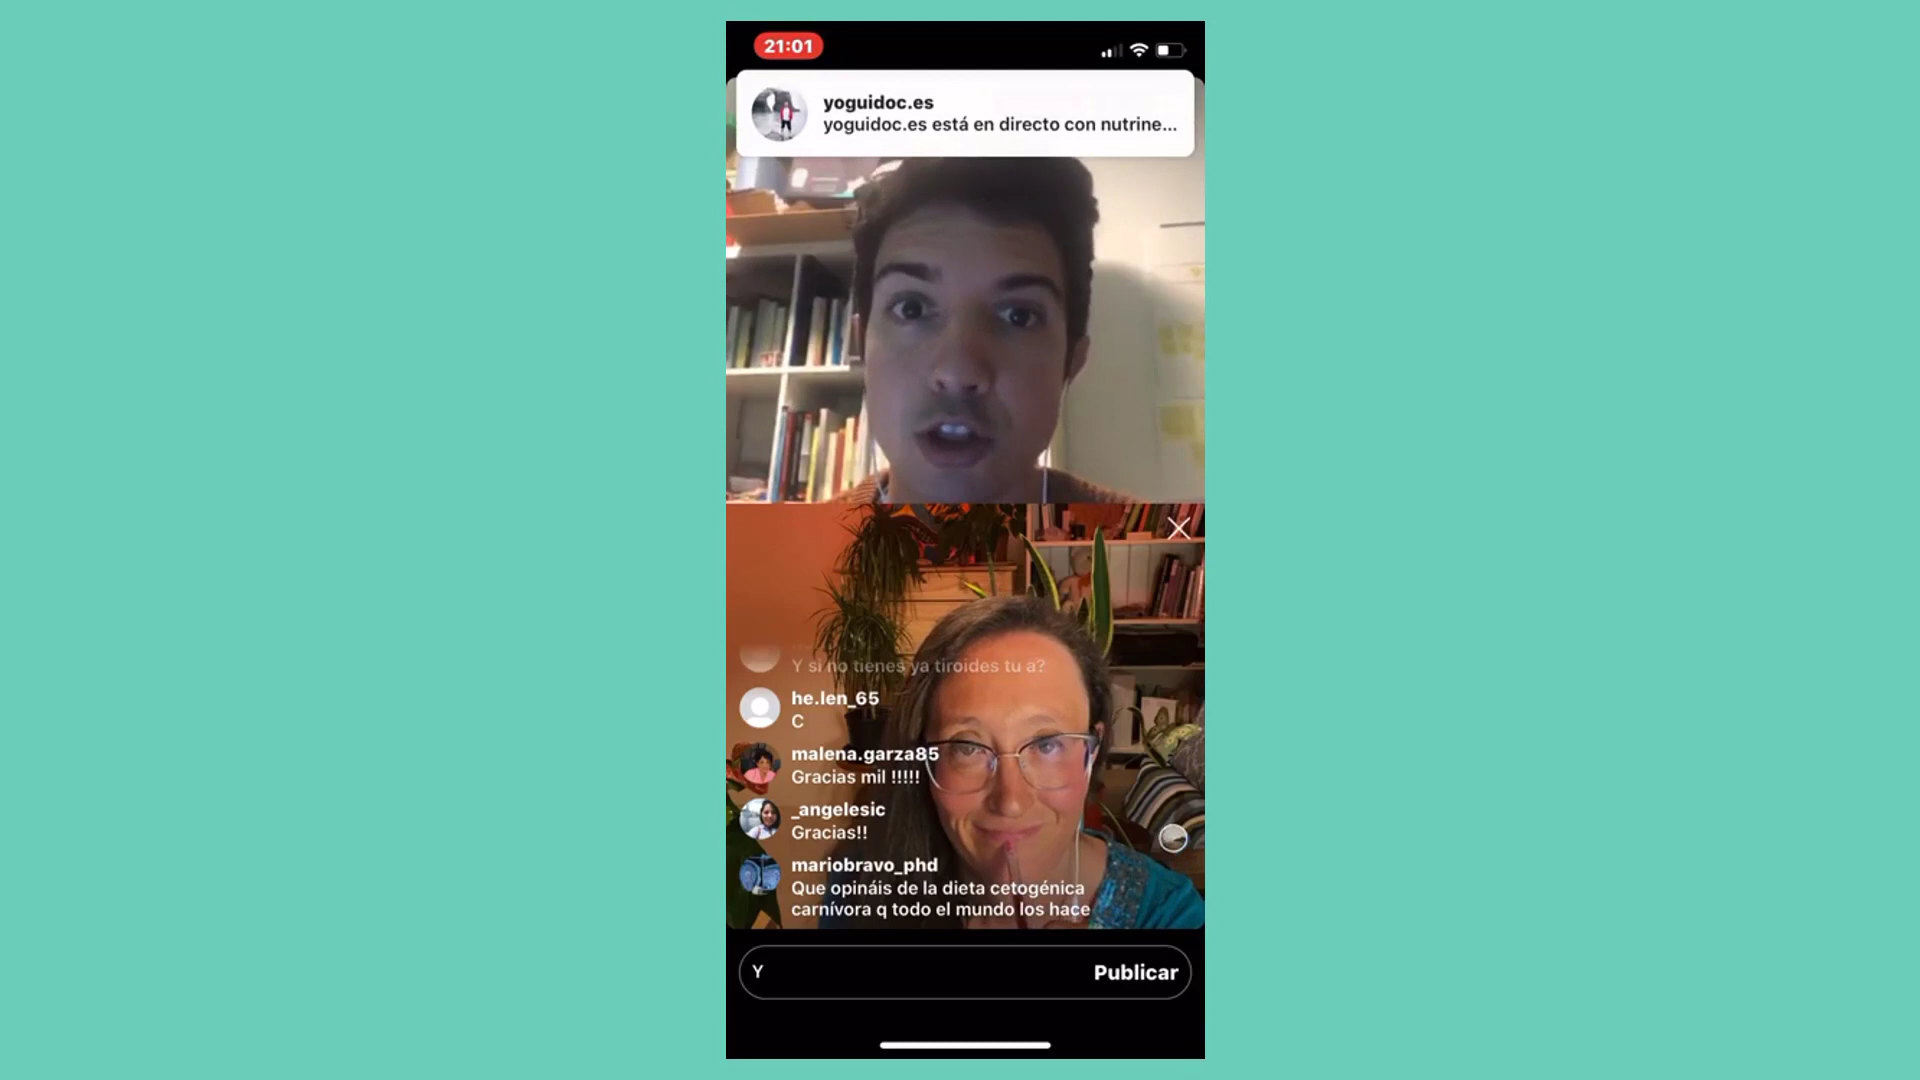 21:01
yoguidoc.es
yoguidoc.es está en directo con nutrine...
Y si no tienes ya tiroides tu a?
he.len_65
C
malena.garza85
Gracias mil !!!!!
_angelesic
Gracias!!
mariobravo_phd
Que opináis de la dieta cetogénica
carnívora q todo el mundo los hace
Y
Publicar